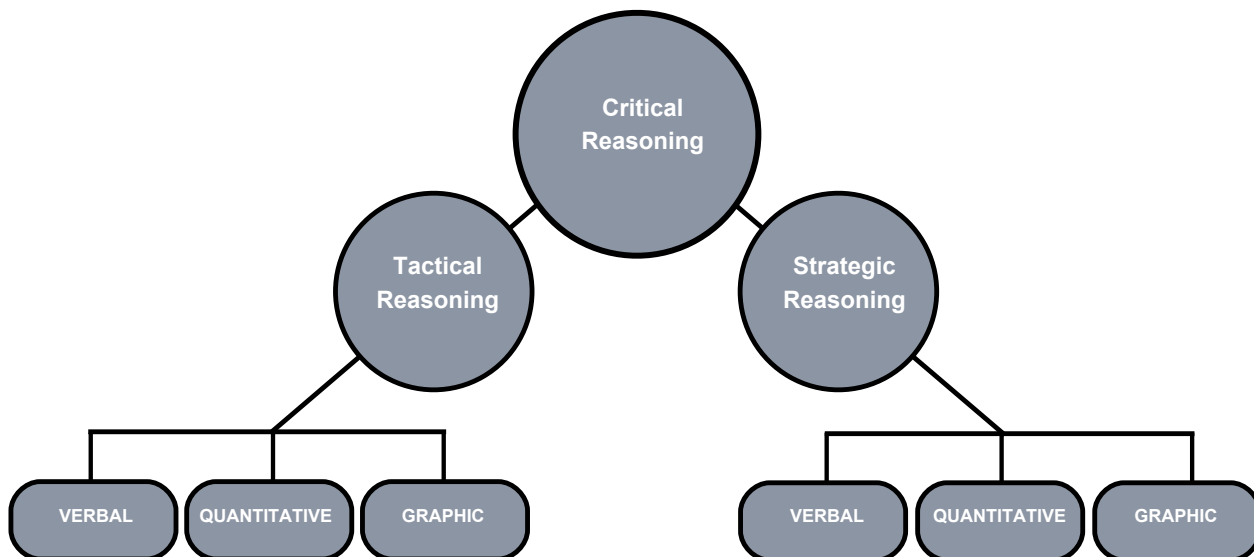 Critical
Reasoning
Tactical
Reasoning
Strategic
Reasoning
VERBAL
QUANTITATIVE
GRAPHIC
VERBAL
QUANTITATIVE
GRAPHIC